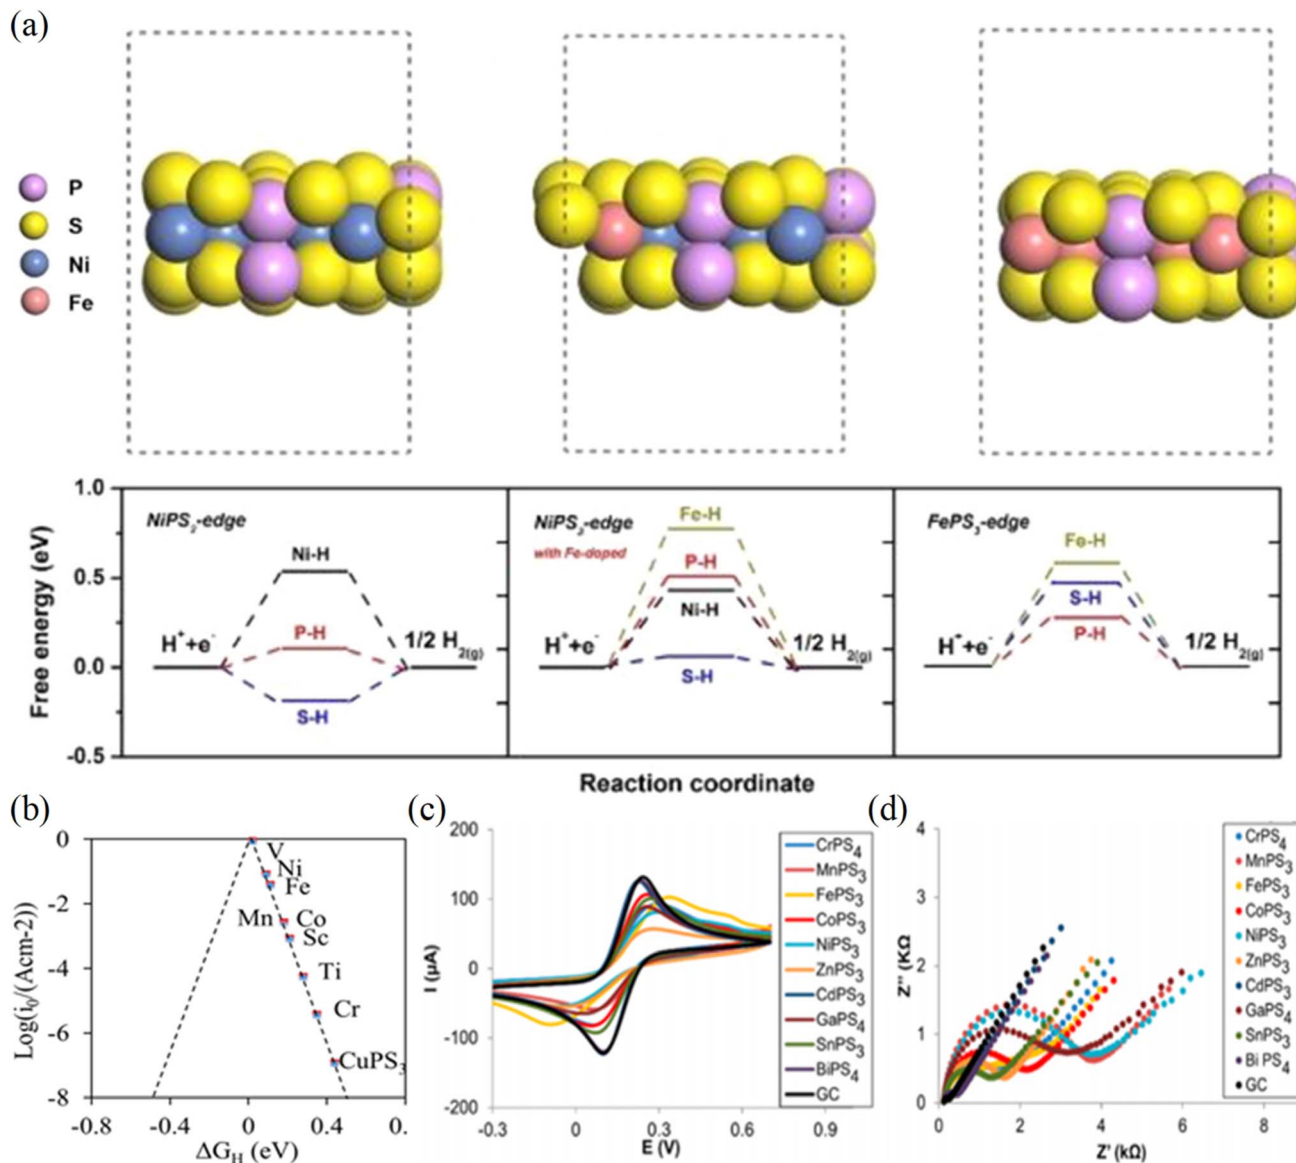 (a)
P
S
Ni
Fe
1.0
0.5
0.0
-0.5
Free energy (eV)
NiPS3-edge
Ni-H
P-H
S-H
H⁺+e⁻
1/2 H2(g)
NiPS3-edge
with Fe-doped
Fe-H
P-H
Ni-H
S-H
H⁺+e⁻
1/2 H2(g)
FePS3-edge
Fe-H
S-H
P-H
H⁺+e⁻
1/2 H2(g)
Reaction coordinate
(b)
0
-2
-4
-6
-8
Log(i₀/(Acm-2))
V
Ni
Fe
Mn Co
Sc
Ti
Cr
CuPS3
-0.8 -0.4 0 0.4 0.
ΔGH (eV)
(c)
200
100
0
-100
-200
I (µA)
-0.3 0 0.3 0.6 0.9
E (V)
CrPS4
MnPS3
FePS3
CoPS3
NiPS3
ZnPS3
CdPS3
GaPS4
SnPS3
BiPS4
GC
(d)
4
3
2
1
0
Z'' (KΩ)
0 2 4 6 8
Z' (kΩ)
CrPS4
MnPS3
FePS3
CoPS3
NiPS3
ZnPS3
CdPS3
GaPS4
SnPS3
Bi PS4
GC